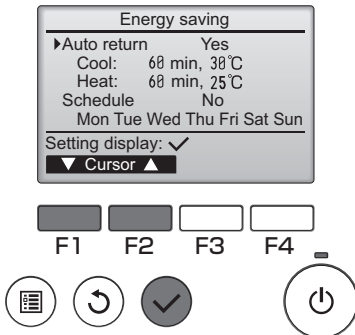 Energy saving
▶Auto return Yes
Cool: 60 min, 30℃
Heat: 60 min, 25℃
Schedule No
Mon Tue Wed Thu Fri Sat Sun
Setting display: ✓
▼ Cursor ▲
F1 F2 F3 F4